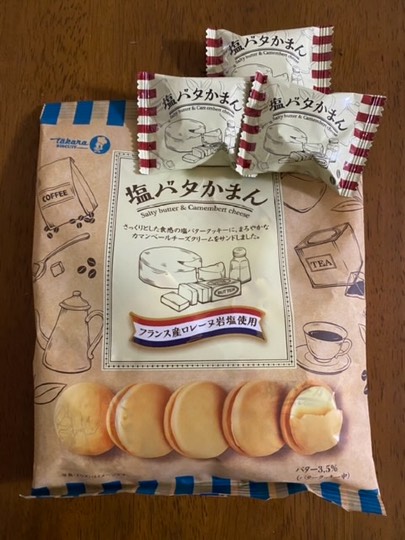 塩バタかまん
Salty butter & Camembert cheese
塩バタかまん
Salty butter & Camembert cheese
塩バタかまん
Salty butter & Camembert cheese
Takara
COFFEE
塩バタかまん
Salty butter & Camembert cheese
さっくりとした食感の塩バタークッキーに、まろやかな
カマンベールチーズクリームをサンドしました。
TEA
BUTTER
フランス産ロレーヌ岩塩使用
バター3.5%